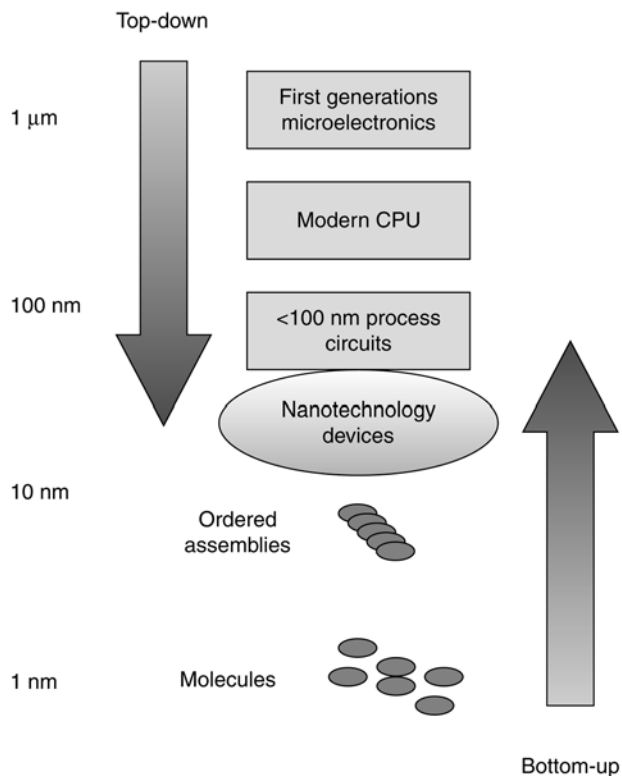 Top-down
1 μm
First generations
microelectronics
Modern CPU
100 nm
<100 nm process
circuits
Nanotechnology
devices
10 nm
Ordered
assemblies
1 nm
Molecules
Bottom-up